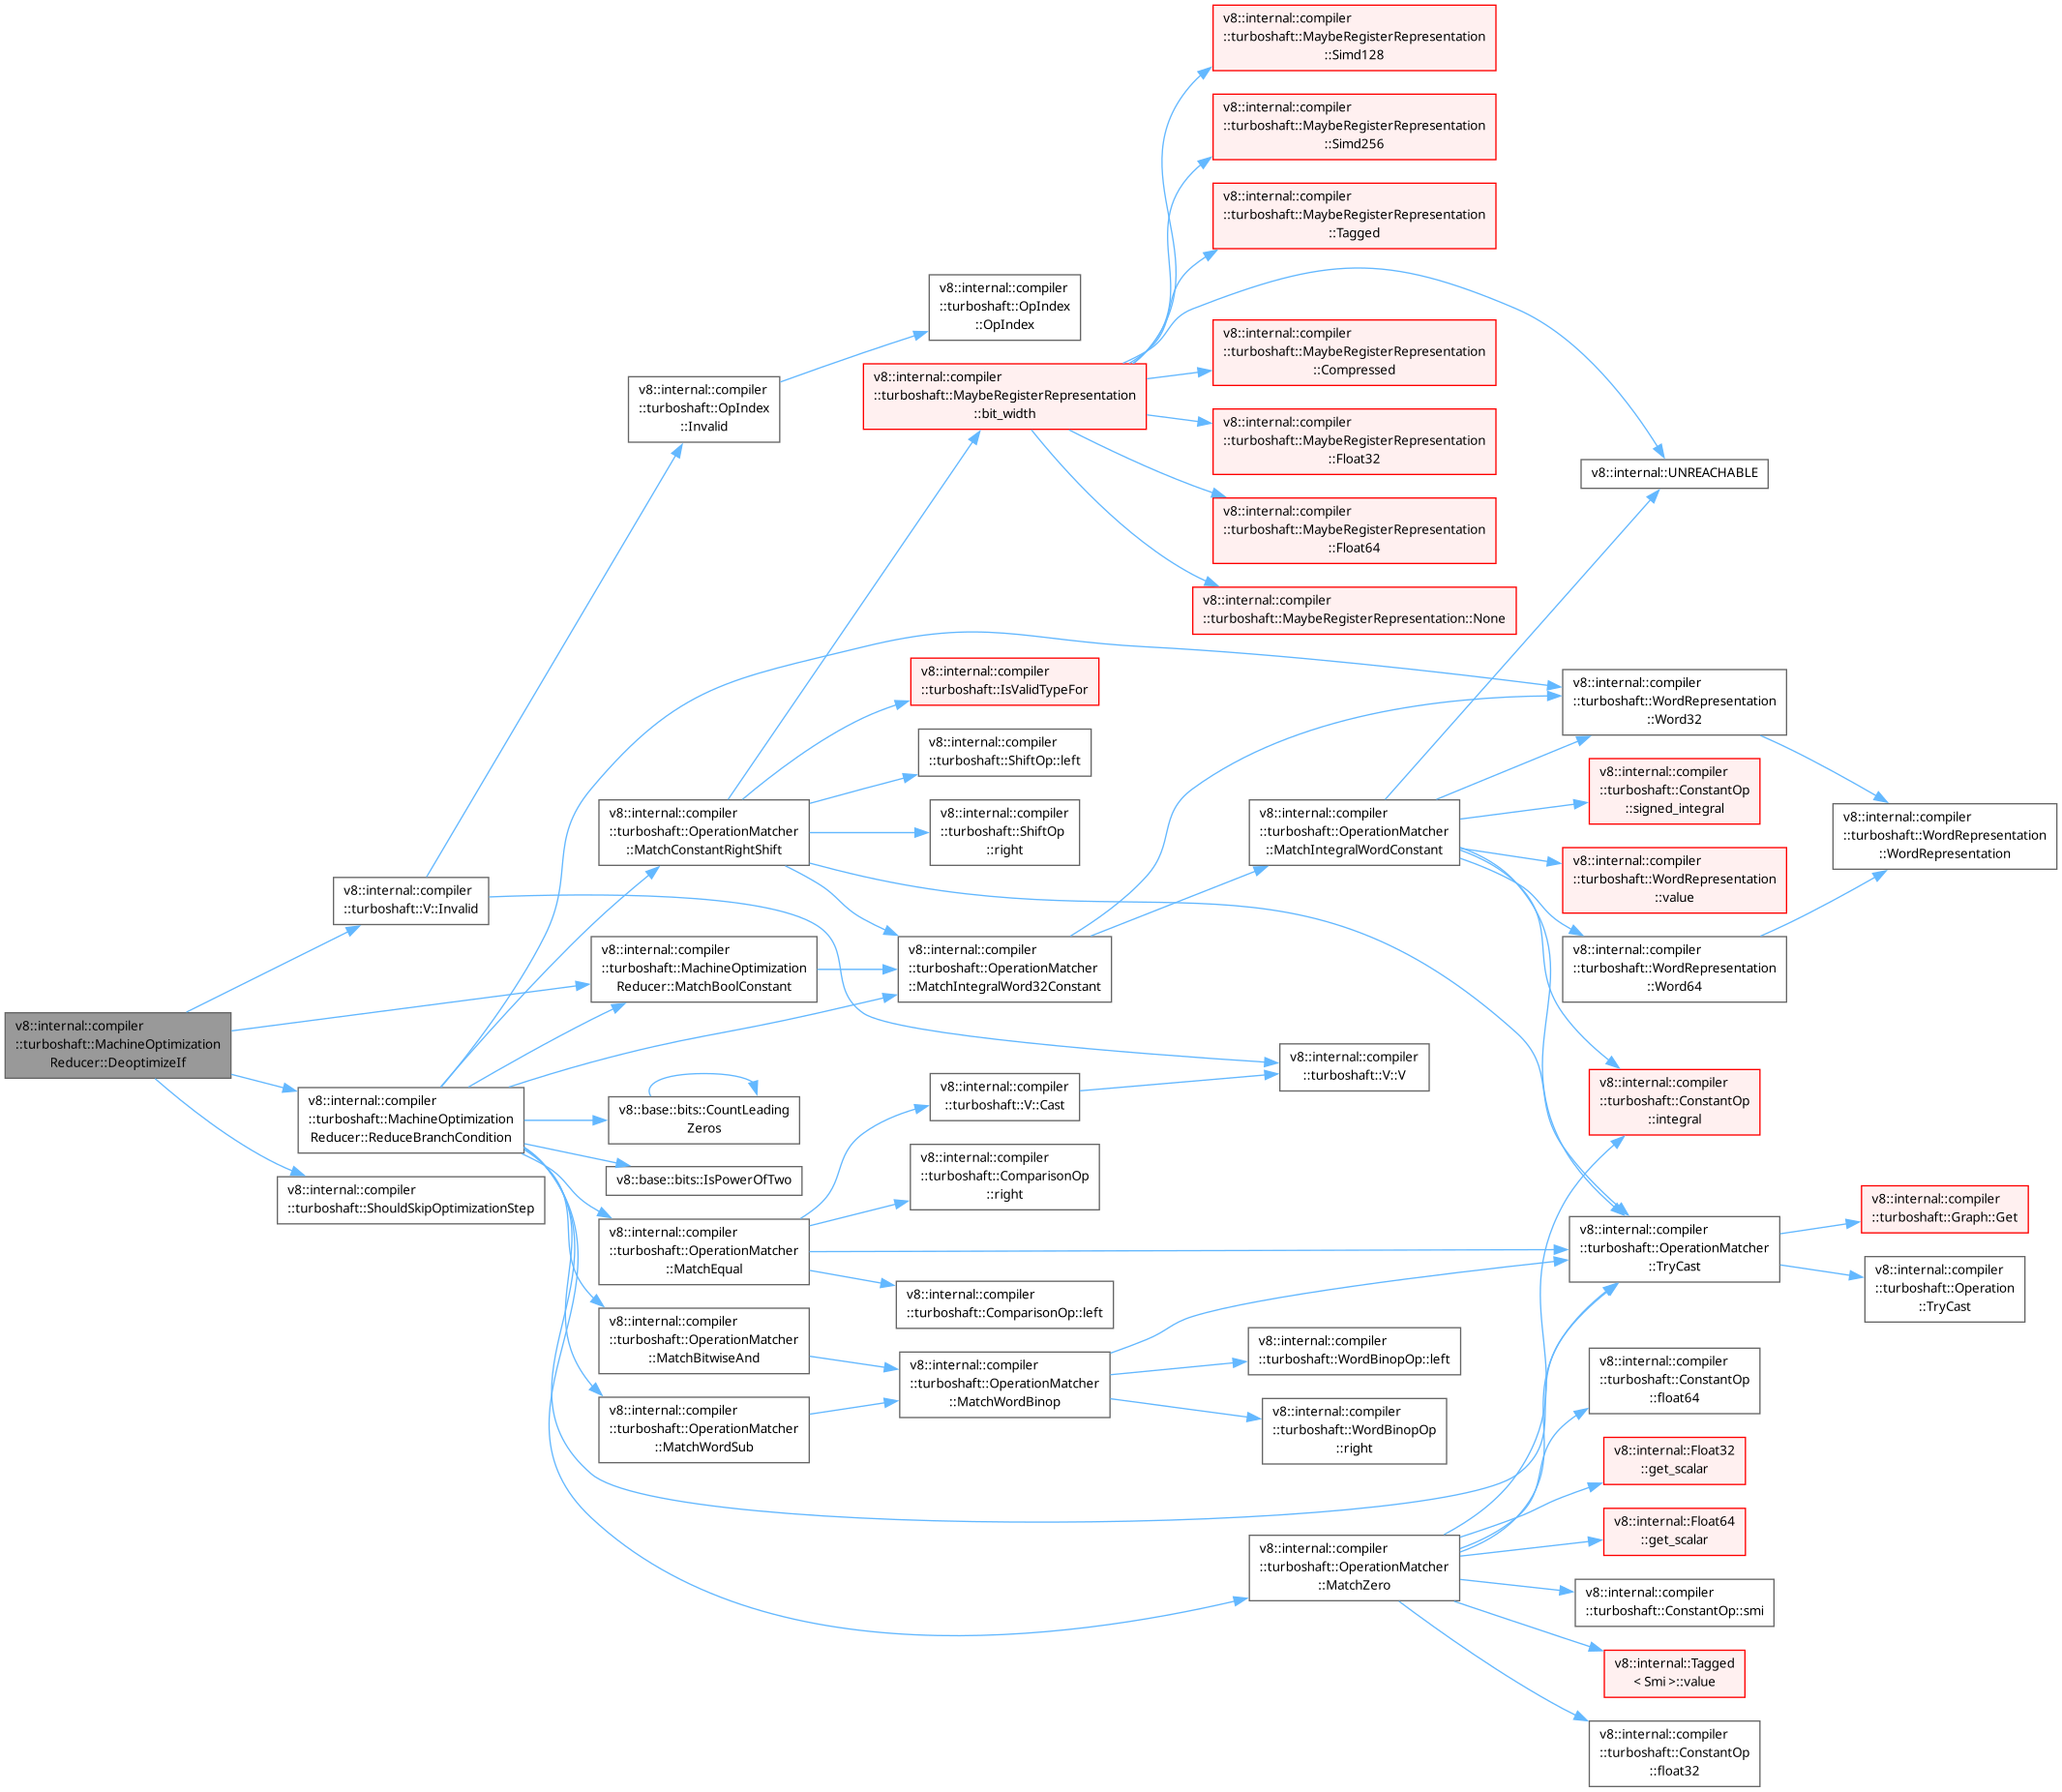 v8::internal::compiler
::turboshaft::MachineOptimization
Reducer::DeoptimizeIf
v8::internal::compiler
::turboshaft::V::Invalid
v8::internal::compiler
::turboshaft::MachineOptimization
Reducer::ReduceBranchCondition
v8::internal::compiler
::turboshaft::ShouldSkipOptimizationStep
v8::internal::compiler
::turboshaft::OpIndex
::Invalid
v8::internal::compiler
::turboshaft::OperationMatcher
::MatchConstantRightShift
v8::internal::compiler
::turboshaft::MachineOptimization
Reducer::MatchBoolConstant
v8::base::bits::CountLeading
Zeros
v8::base::bits::IsPowerOfTwo
v8::internal::compiler
::turboshaft::OperationMatcher
::MatchEqual
v8::internal::compiler
::turboshaft::OperationMatcher
::MatchBitwiseAnd
v8::internal::compiler
::turboshaft::OperationMatcher
::MatchWordSub
v8::internal::compiler
::turboshaft::OpIndex
::OpIndex
v8::internal::compiler
::turboshaft::MaybeRegisterRepresentation
::bit_width
v8::internal::compiler
::turboshaft::IsValidTypeFor
v8::internal::compiler
::turboshaft::ShiftOp::left
v8::internal::compiler
::turboshaft::ShiftOp
::right
v8::internal::compiler
::turboshaft::OperationMatcher
::MatchIntegralWord32Constant
v8::internal::compiler
::turboshaft::V::Cast
v8::internal::compiler
::turboshaft::ComparisonOp
::right
v8::internal::compiler
::turboshaft::ComparisonOp::left
v8::internal::compiler
::turboshaft::OperationMatcher
::MatchWordBinop
v8::internal::compiler
::turboshaft::MaybeRegisterRepresentation
::Simd128
v8::internal::compiler
::turboshaft::MaybeRegisterRepresentation
::Simd256
v8::internal::compiler
::turboshaft::MaybeRegisterRepresentation
::Tagged
v8::internal::compiler
::turboshaft::MaybeRegisterRepresentation
::Compressed
v8::internal::compiler
::turboshaft::MaybeRegisterRepresentation
::Float32
v8::internal::compiler
::turboshaft::MaybeRegisterRepresentation
::Float64
v8::internal::compiler
::turboshaft::MaybeRegisterRepresentation::None
v8::internal::compiler
::turboshaft::OperationMatcher
::MatchIntegralWordConstant
v8::internal::compiler
::turboshaft::V::V
v8::internal::compiler
::turboshaft::WordBinopOp::left
v8::internal::compiler
::turboshaft::WordBinopOp
::right
v8::internal::compiler
::turboshaft::OperationMatcher
::MatchZero
v8::internal::UNREACHABLE
v8::internal::compiler
::turboshaft::WordRepresentation
::Word32
v8::internal::compiler
::turboshaft::ConstantOp
::signed_integral
v8::internal::compiler
::turboshaft::WordRepresentation
::value
v8::internal::compiler
::turboshaft::WordRepresentation
::Word64
v8::internal::compiler
::turboshaft::ConstantOp
::integral
v8::internal::compiler
::turboshaft::OperationMatcher
::TryCast
v8::internal::compiler
::turboshaft::ConstantOp
::float64
v8::internal::Float32
::get_scalar
v8::internal::Float64
::get_scalar
v8::internal::compiler
::turboshaft::ConstantOp::smi
v8::internal::Tagged
< Smi >::value
v8::internal::compiler
::turboshaft::ConstantOp
::float32
v8::internal::compiler
::turboshaft::WordRepresentation
::WordRepresentation
v8::internal::compiler
::turboshaft::Graph::Get
v8::internal::compiler
::turboshaft::Operation
::TryCast